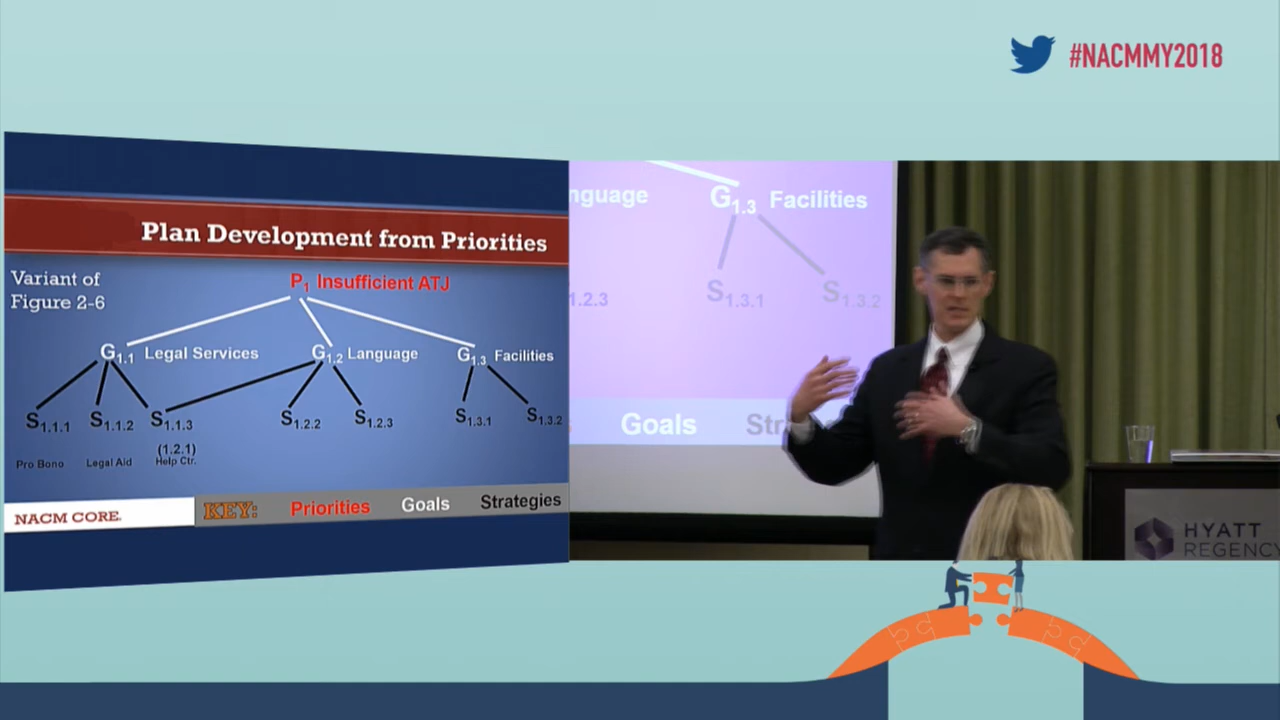 #NACMMY2018
Plan Development from Priorities
Variant of
Figure 2-6
P1 Insufficient ATJ
G1.1 Legal Services
G1.2 Language
G1.3 Facilities
S1.1.1
S1.1.2
S1.1.3
S1.2.2
S1.2.3
S1.3.1
S1.3.2
(1.2.1)
Pro Bono
Legal Aid
Help Ctr.
NACM CORE.
KEY:
Priorities
Goals
Strategies
nguage
G1.3 Facilities
1.2.3
S1.3.1
S1.3.2
Goals
Str
HYATT
REGENCY